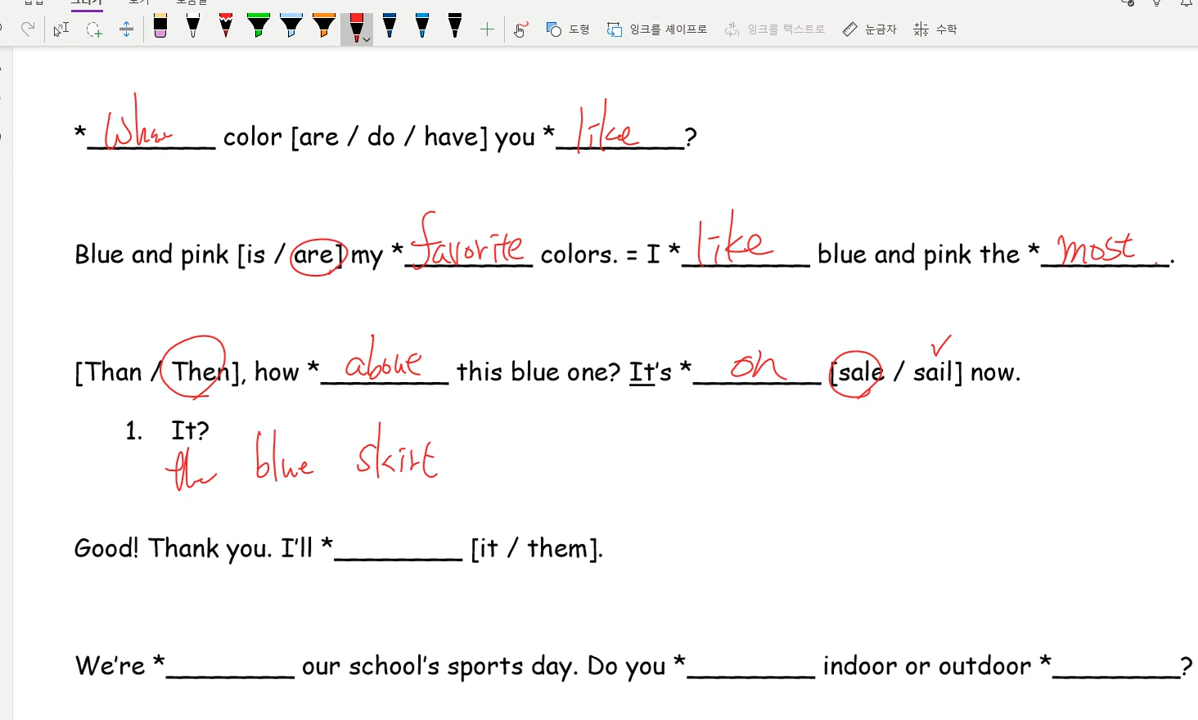 도형 잉크를 셰이프로 잉크를 텍스트로 눈금자 수학
* What color [are / do / have] you * like ?
Blue and pink [is / are] my * favorite colors. = I * like blue and pink the * most .
[Than / Then], how * about this blue one? It's * on [sale / sail] now.
1. It?
the blue skirt
Good! Thank you. I'll *__________ [it / them].
We're *__________ our school's sports day. Do you *__________ indoor or outdoor *__________?